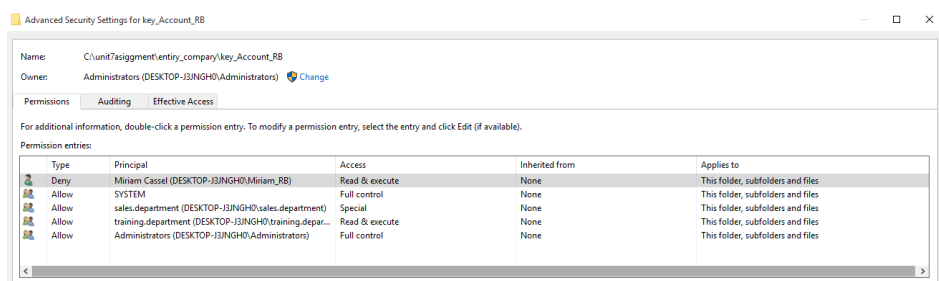 Advanced Security Settings for key_Account_RB
Name: C:\unit7asiggment\entiry_compary\key_Account_RB
Owner: Administrators (DESKTOP-J3JNGH0\Administrators) Change
Permissions Auditing Effective Access
For additional information, double-click a permission entry. To modify a permission entry, select the entry and click Edit (if available).
Permission entries:
Type Principal Access Inherited from Applies to
Deny Miriam Cassel (DESKTOP-J3JNGH0\Miriam_RB) Read & execute None This folder, subfolders and files
Allow SYSTEM Full control None This folder, subfolders and files
Allow sales.department (DESKTOP-J3JNGH0\sales.department) Special None This folder, subfolders and files
Allow training.department (DESKTOP-J3JNGH0\training.depar... Read & execute None This folder, subfolders and files
Allow Administrators (DESKTOP-J3JNGH0\Administrators) Full control None This folder, subfolders and files